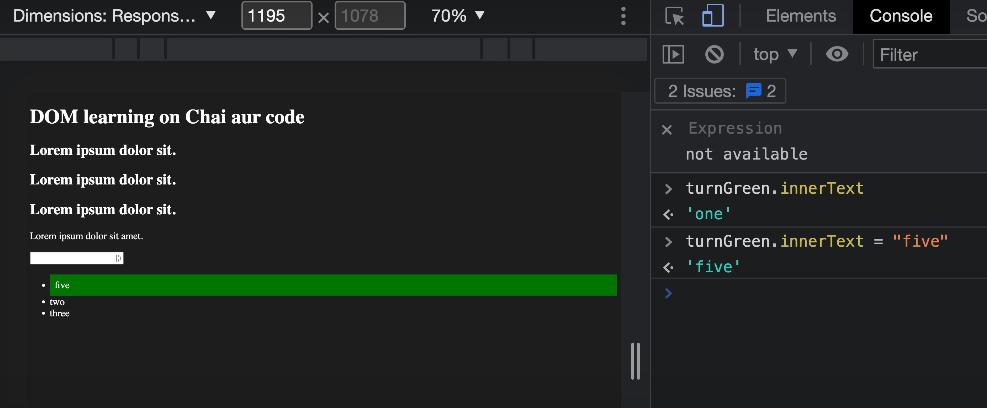 Dimensions: Respons... ▼ 1195 × 1078 70% ▼
Elements Console So
top ▼ Filter
2 Issues: 2
DOM learning on Chai aur code
Lorem ipsum dolor sit.
Lorem ipsum dolor sit.
Lorem ipsum dolor sit.
Lorem ipsum dolor sit amet.
• five
• two
• three
× Expression
not available
> turnGreen.innerText
'one'
> turnGreen.innerText = "five"
'five'
>